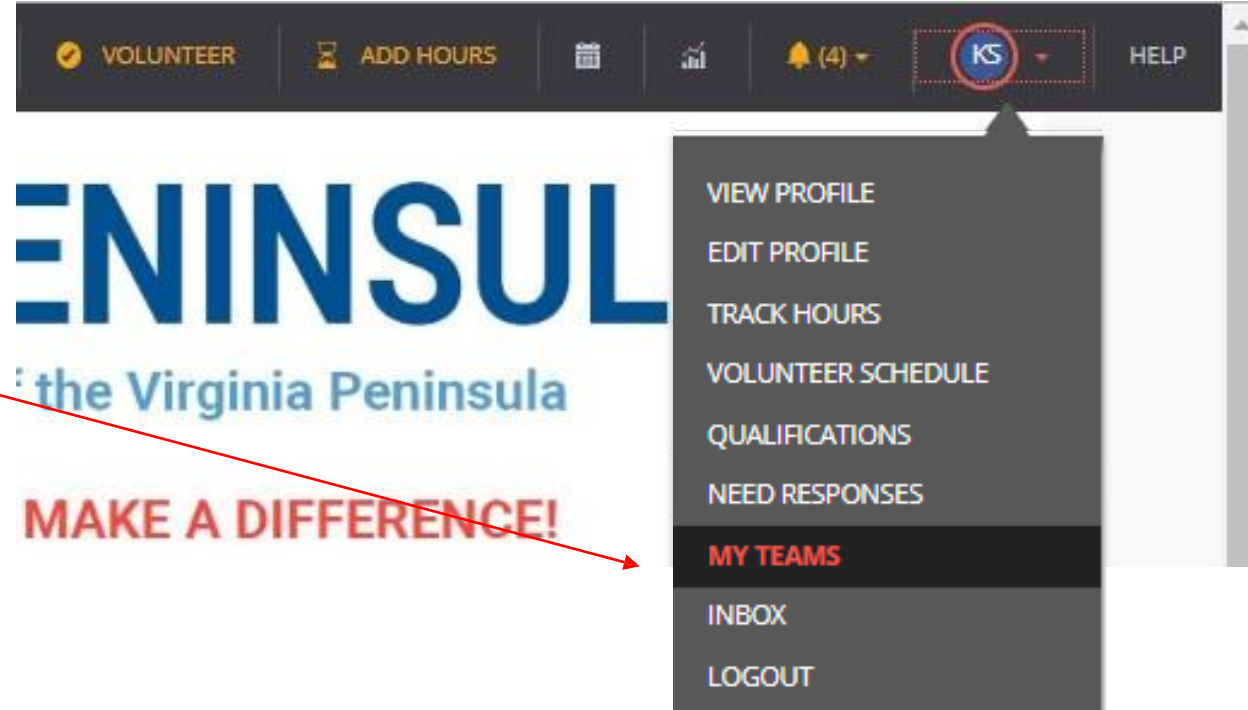 VOLUNTEER ADD HOURS (4) KS HELP
ENINSUL
the Virginia Peninsula
MAKE A DIFFERENCE!
VIEW PROFILE
EDIT PROFILE
TRACK HOURS
VOLUNTEER SCHEDULE
QUALIFICATIONS
NEED RESPONSES
MY TEAMS
INBOX
LOGOUT